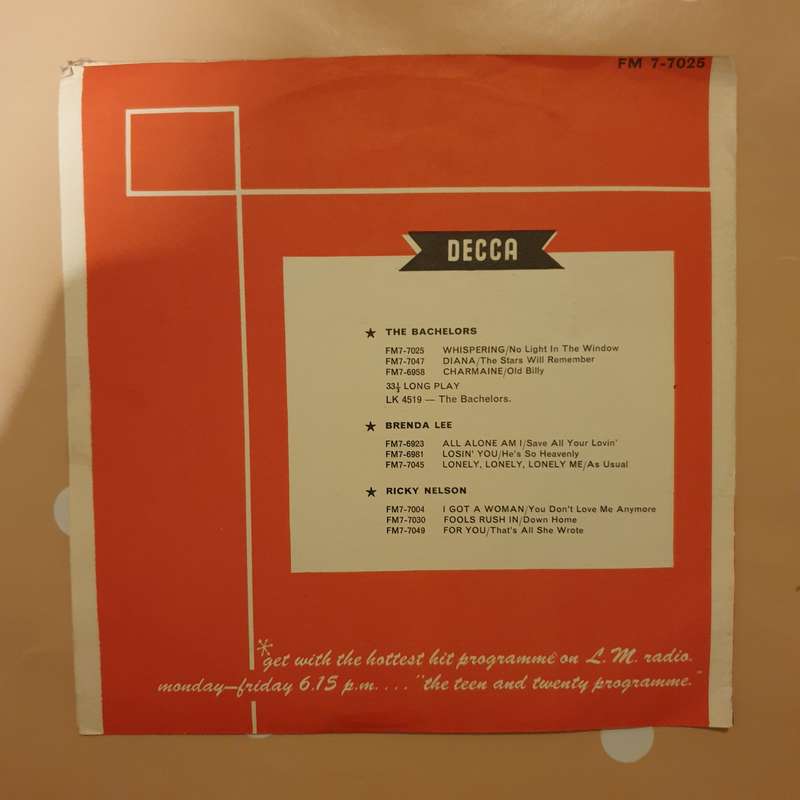 FM 7-7025
DECCA
★ THE BACHELORS
FM7-7025 WHISPERING/No Light In The Window
FM7-7047 DIANA/The Stars Will Remember
FM7-6958 CHARMAINE/Old Billy
33⅓ LONG PLAY
LK 4519 — The Bachelors.
★ BRENDA LEE
FM7-6923 ALL ALONE AM I/Save All Your Lovin'
FM7-6981 LOSIN' YOU/He's So Heavenly
FM7-7045 LONELY, LONELY, LONELY ME/As Usual
★ RICKY NELSON
FM7-7004 I GOT A WOMAN/You Don't Love Me Anymore
FM7-7030 FOOLS RUSH IN/Down Home
FM7-7049 FOR YOU/That's All She Wrote
*get with the hottest hit programme on L.M. radio.
monday—friday 6.15 p.m. . . . "the teen and twenty programme."